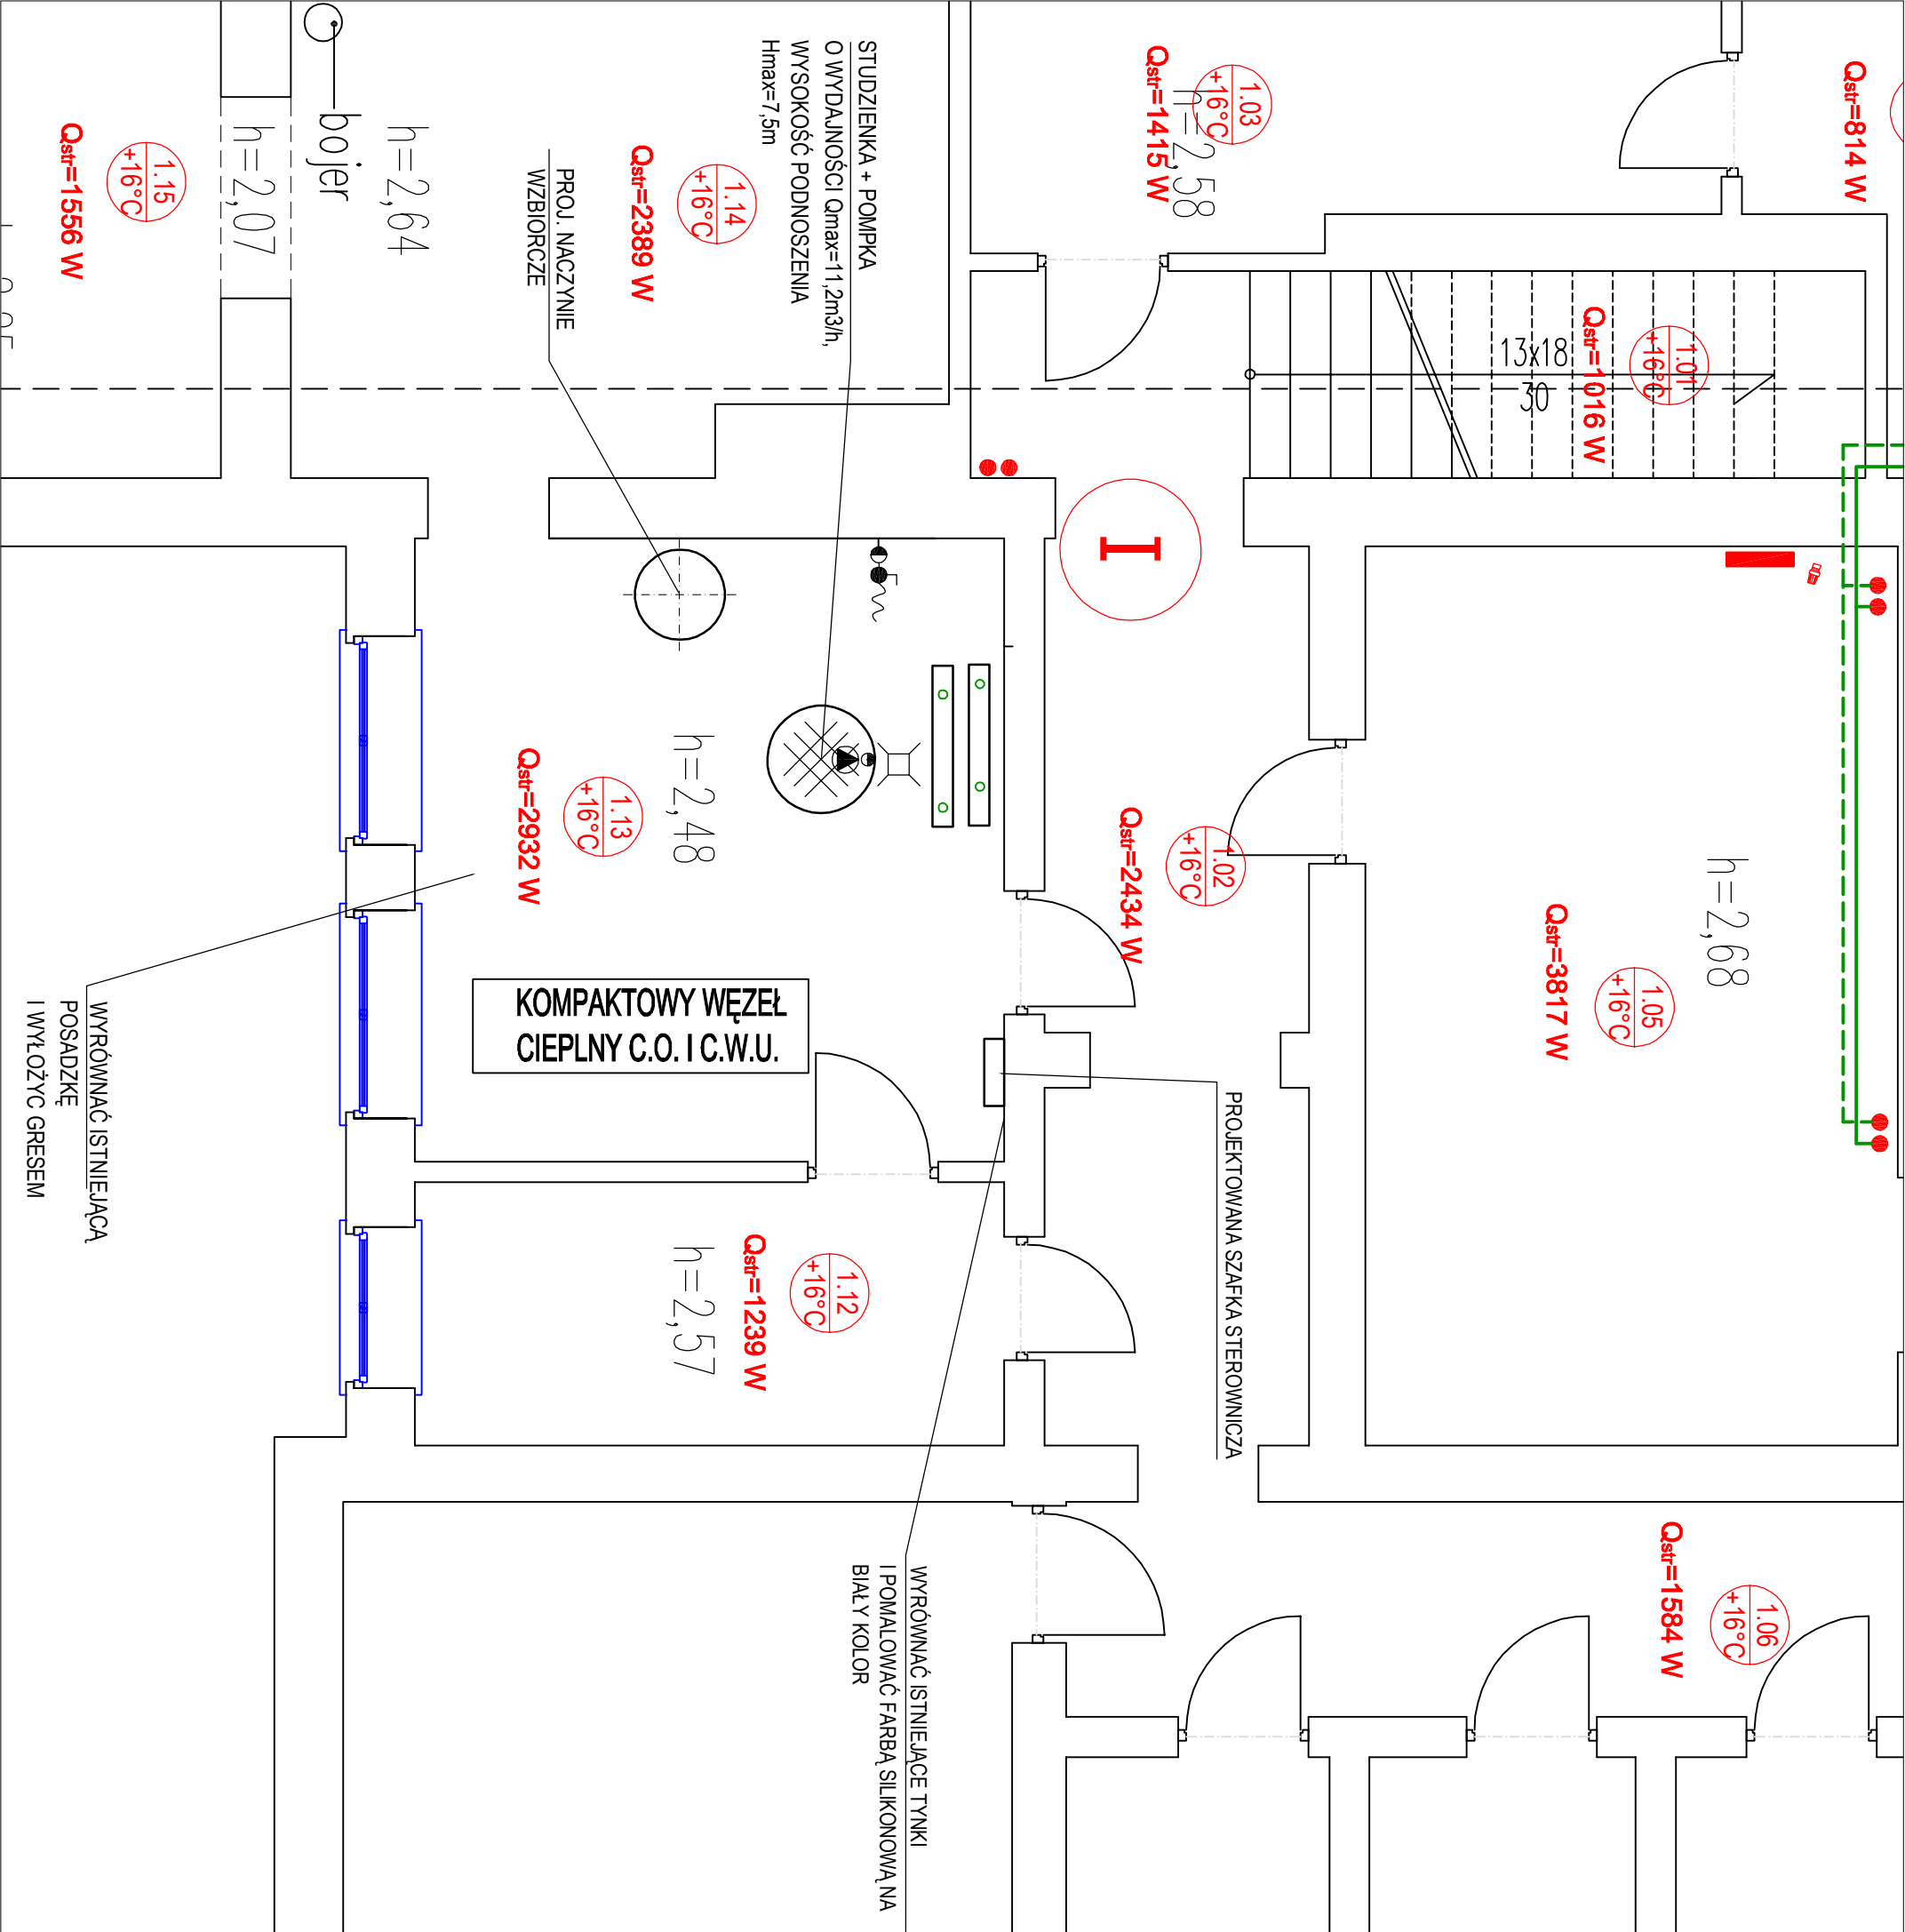 Qstr=814 W
1.03
+16°C
h=2,58
Qstr=1415 W
1.01
+16°C
Qstr=1016 W
13x18
30
STUDZIENKA + POMPKA
O WYDAJNOŚCI Qmax=11,2m3/h,
WYSOKOŚĆ PODNOSZENIA
Hmax=7,5m
1.14
+16°C
Qstr=2389 W
PROJ. NACZYNIE
WZBIORCZE
h=2,64
bojer
h=2,07
1.15
+16°C
Qstr=1556 W
I
h=2,68
1.05
+16°C
Qstr=3817 W
1.02
+16°C
Qstr=2434 W
h=2,48
1.13
+16°C
Qstr=2932 W
KOMPAKTOWY WĘZEŁ
CIEPLNY C.O. I C.W.U.
PROJEKTOWANA SZAFKA STEROWNICZA
WYRÓWNAĆ ISTNIEJĄCĄ
POSADZKĘ
I WYŁOŻYC GRESEM
1.12
+16°C
Qstr=1239 W
h=2,57
1.06
+16°C
Qstr=1584 W
WYRÓWNAĆ ISTNIEJĄCE TYNKI
I POMALOWAĆ FARBĄ SILIKONOWĄ NA
BIAŁY KOLOR